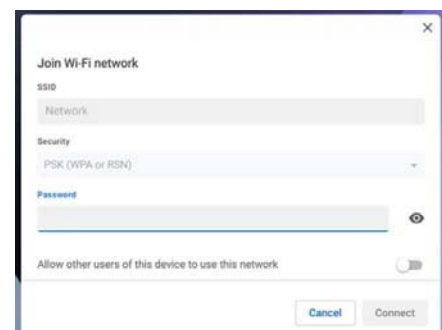 Join Wi-Fi network
SSID
Network
Security
PSK (WPA or RSN)
Password
Allow other users of this device to use this network
Cancel Connect